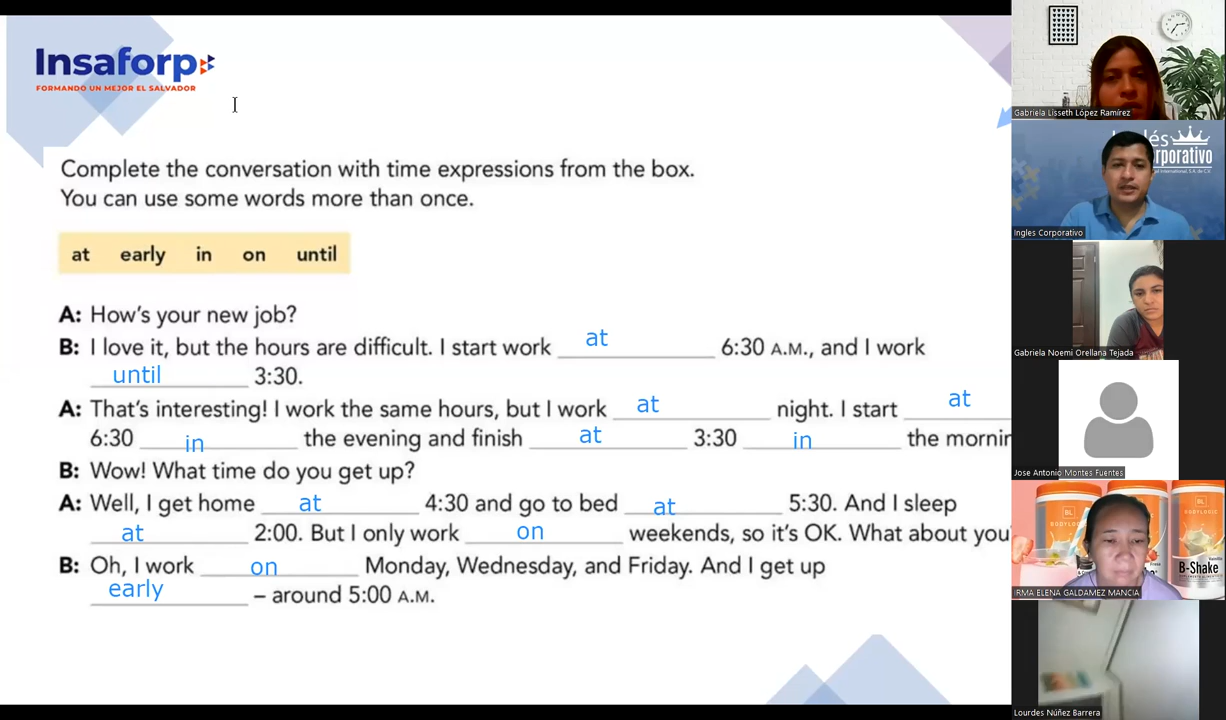 Insaforp
FORMANDO UN MEJOR EL SALVADOR
Complete the conversation with time expressions from the box.
You can use some words more than once.
at early in on until
A: How's your new job?
B: I love it, but the hours are difficult. I start work at 6:30 A.M., and I work
until 3:30.
A: That's interesting! I work the same hours, but I work at night. I start at
6:30 in the evening and finish at 3:30 in the mornin
B: Wow! What time do you get up?
A: Well, I get home at 4:30 and go to bed at 5:30. And I sleep
at 2:00. But I only work on weekends, so it's OK. What about you
B: Oh, I work on Monday, Wednesday, and Friday. And I get up
early – around 5:00 A.M.
Gabriela Lisseth López Ramírez
Inglés
Corporativo
Ingles Corporativo
Gabriela Noemi Orellana Tejada
Jose Antonio Montes Fuentes
BL
BODYLOGIC
B-Shake
IRMA ELENA GALDAMEZ MANCIA
Lourdes Núñez Barrera